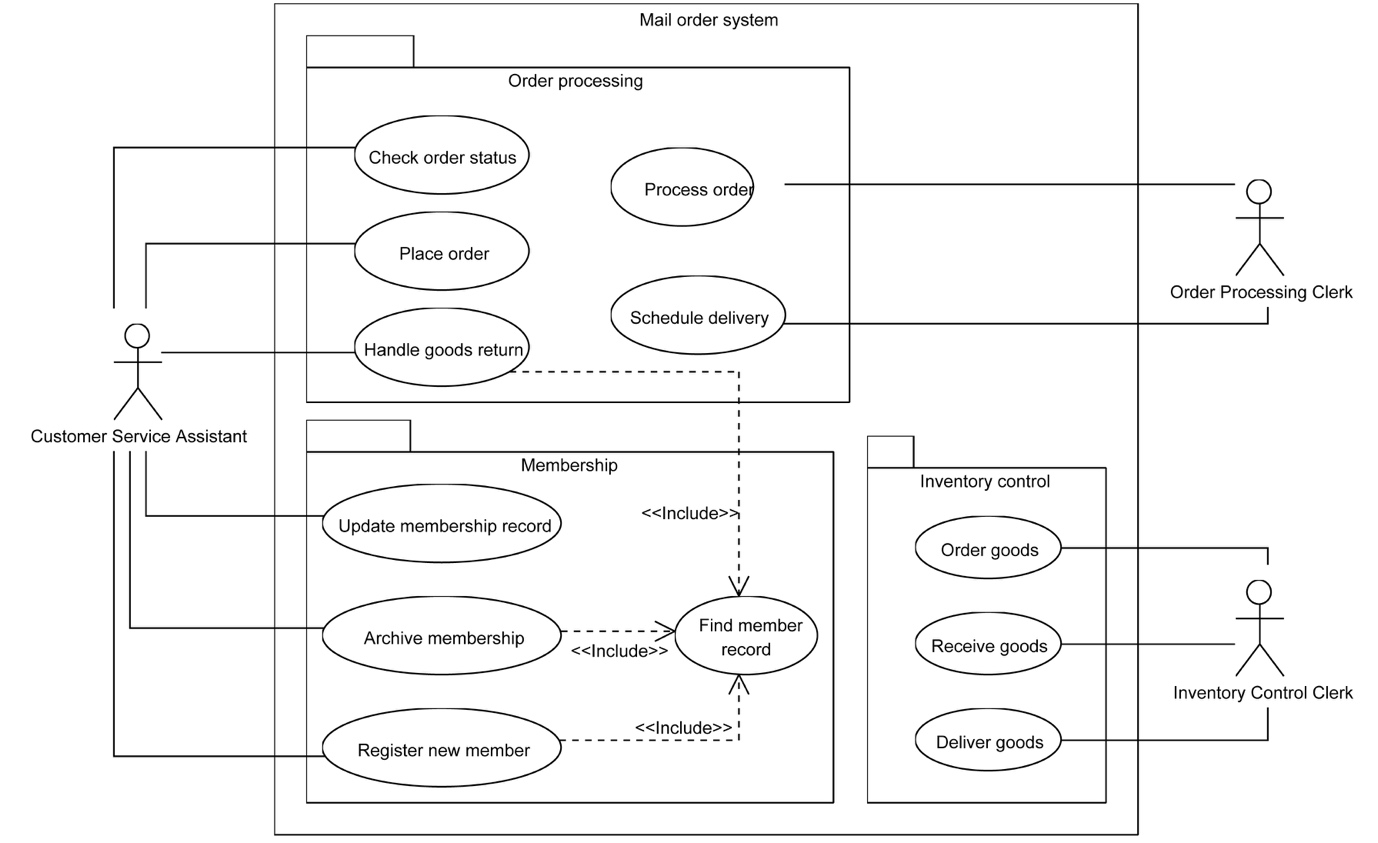 Mail order system
Order processing
Check order status
Process order
Place order
Order Processing Clerk
Schedule delivery
Handle goods return
Customer Service Assistant
Membership
Inventory control
<<Include>>
Update membership record
Order goods
Find member
record
Archive membership
<<Include>>
Receive goods
Inventory Control Clerk
<<Include>>
Register new member
Deliver goods